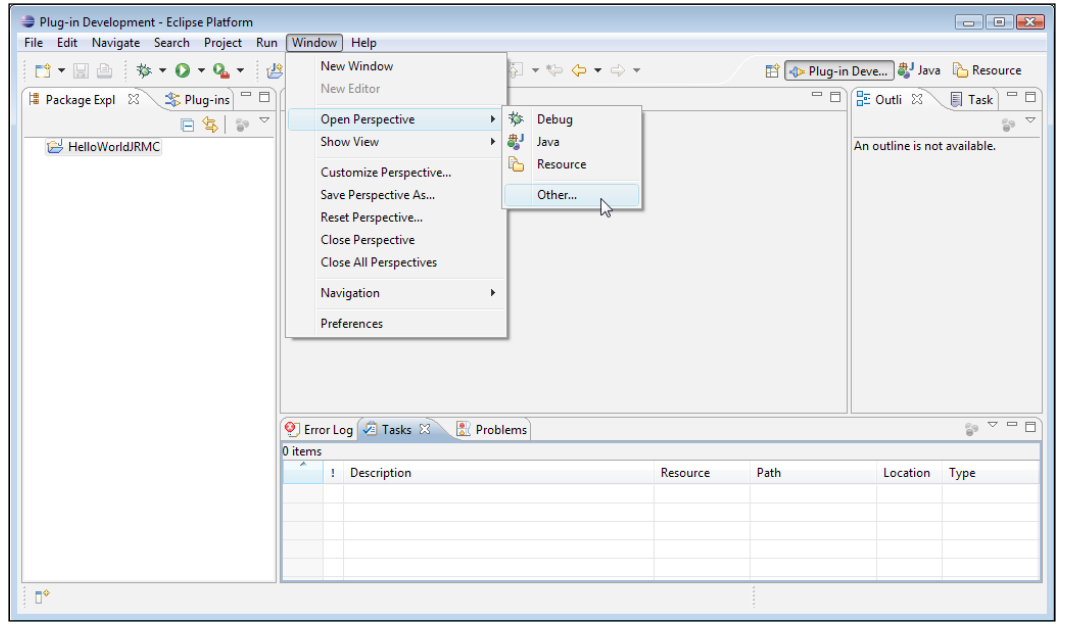 Plug-in Development - Eclipse Platform
File Edit Navigate Search Project Run Window Help
Plug-in Deve... Java Resource
Package Expl Plug-ins
HelloWorldJRMC
New Window
New Editor
Open Perspective
Show View
Customize Perspective...
Save Perspective As...
Reset Perspective...
Close Perspective
Close All Perspectives
Navigation
Preferences
Debug
Java
Resource
Other...
Outli Task
An outline is not available.
Error Log Tasks Problems
0 items
! Description Resource Path Location Type